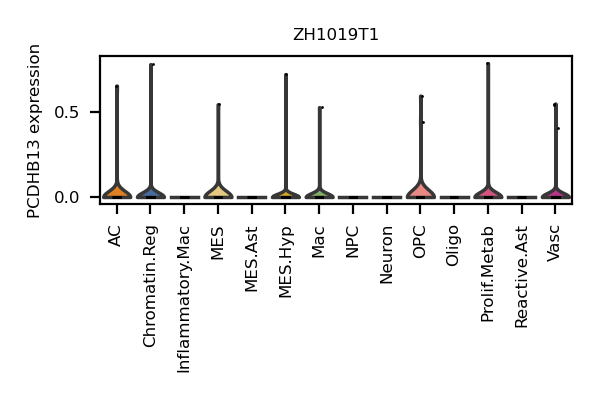 ZH1019T1
PCDHB13 expression
0.5
0.0
AC
Chromatin.Reg
Inflammatory.Mac
MES
MES.Ast
MES.Hyp
Mac
NPC
Neuron
OPC
Oligo
Prolif.Metab
Reactive.Ast
Vasc